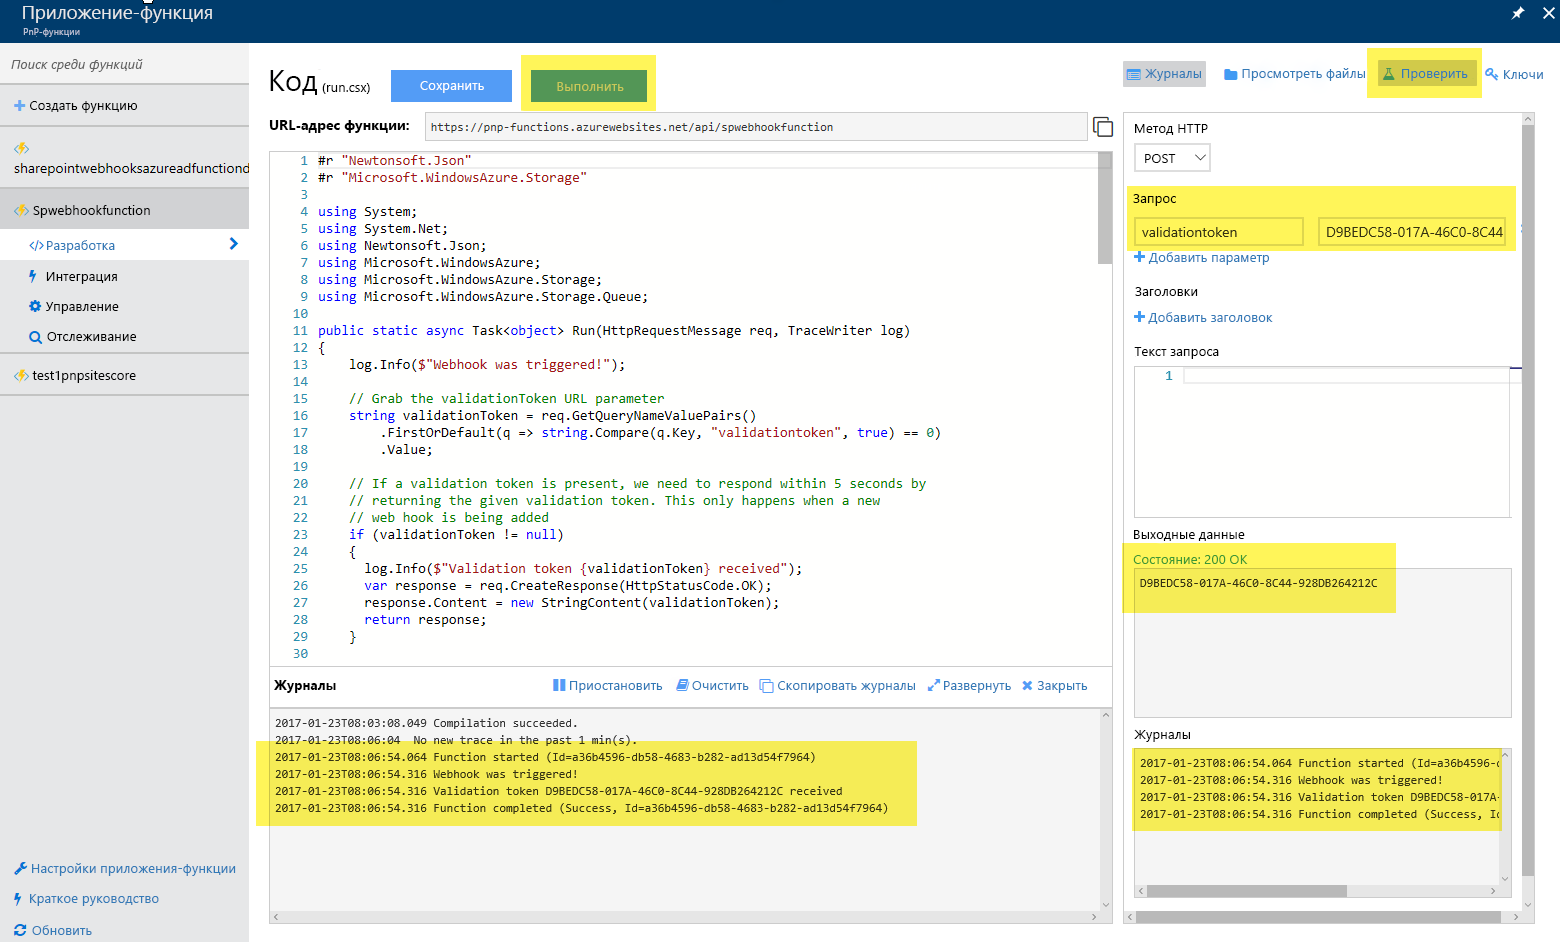 Приложение-функция
PnP-функции
Поиск среди функций
Создать функцию
sharepointwebhooksazureadfunctiond
Spwebhookfunction
Разработка
Интеграция
Управление
Отслеживание
test1pnpsitescore
Настройки приложения-функции
Краткое руководство
Обновить
Код (run.csx)
Сохранить
Выполнить
Журналы
Просмотреть файлы
Проверить
Ключи
URL-адрес функции:
https://pnp-functions.azurewebsites.net/api/spwebhookfunction
1 #r "Newtonsoft.Json"
2 #r "Microsoft.WindowsAzure.Storage"
3
4 using System;
5 using System.Net;
6 using Newtonsoft.Json;
7 using Microsoft.WindowsAzure;
8 using Microsoft.WindowsAzure.Storage;
9 using Microsoft.WindowsAzure.Storage.Queue;
10
11 public static async Task<object> Run(HttpRequestMessage req, TraceWriter log)
12 {
13     log.Info($"Webhook was triggered!");
14
15     // Grab the validationToken URL parameter
16     string validationToken = req.GetQueryNameValuePairs()
17         .FirstOrDefault(q => string.Compare(q.Key, "validationtoken", true) == 0)
18         .Value;
19
20     // If a validation token is present, we need to respond within 5 seconds by
21     // returning the given validation token. This only happens when a new
22     // web hook is being added
23     if (validationToken != null)
24     {
25       log.Info($"Validation token {validationToken} received");
26       var response = req.CreateResponse(HttpStatusCode.OK);
27       response.Content = new StringContent(validationToken);
28       return response;
29     }
30
Журналы
Приостановить
Очистить
Скопировать журналы
Развернуть
Закрыть
2017-01-23T08:03:08.049 Compilation succeeded.
2017-01-23T08:06:04  No new trace in the past 1 min(s).
2017-01-23T08:06:54.064 Function started (Id=a36b4596-db58-4683-b282-ad13d54f7964)
2017-01-23T08:06:54.316 Webhook was triggered!
2017-01-23T08:06:54.316 Validation token D9BEDC58-017A-46C0-8C44-928DB264212C received
2017-01-23T08:06:54.316 Function completed (Success, Id=a36b4596-db58-4683-b282-ad13d54f7964)
Метод HTTP
POST
Запрос
validationtoken
D9BEDC58-017A-46C0-8C44
Добавить параметр
Заголовки
Добавить заголовок
Текст запроса
1
Выходные данные
Состояние: 200 OK
D9BEDC58-017A-46C0-8C44-928DB264212C
Журналы
2017-01-23T08:06:54.064 Function started (Id=a36b4596-
2017-01-23T08:06:54.316 Webhook was triggered!
2017-01-23T08:06:54.316 Validation token D9BEDC58-017A-
2017-01-23T08:06:54.316 Function completed (Success, Id